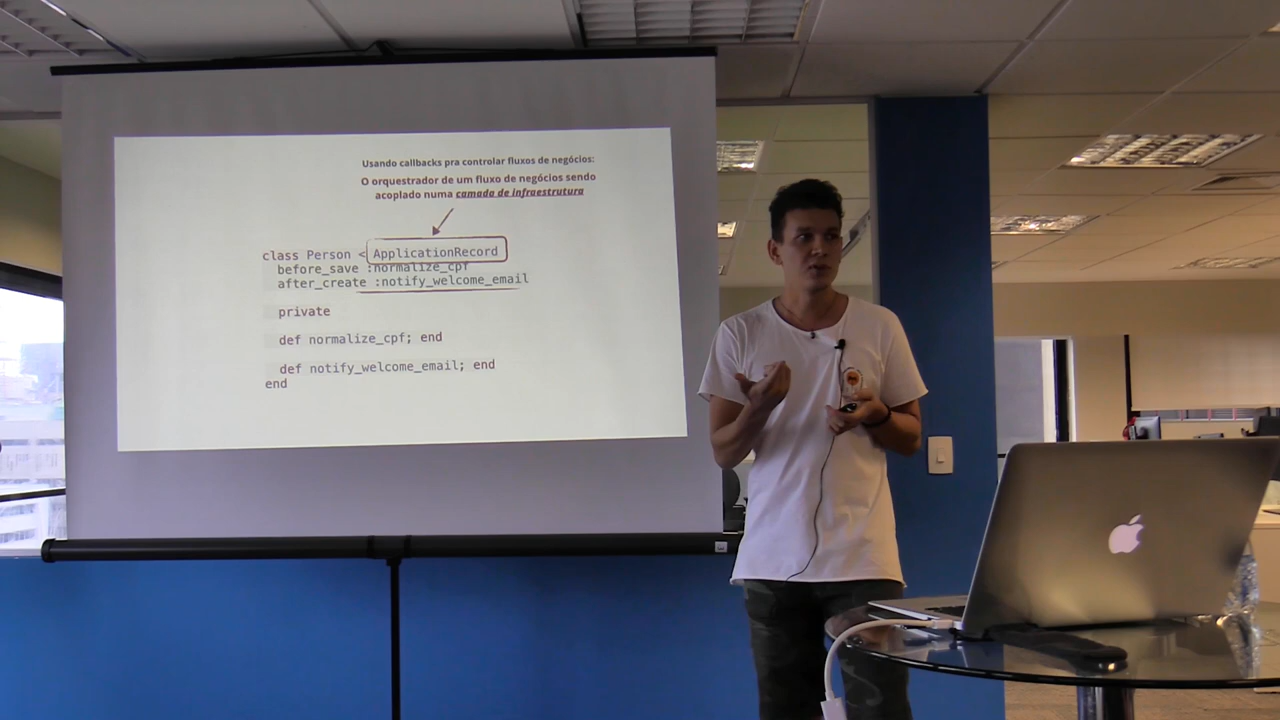 Usando callbacks pra controlar fluxos de negócios:
O orquestrador de um fluxo de negócios sendo
acoplado numa camada de infraestrutura
class Person < ApplicationRecord
before_save :normalize_cpf
after_create :notify_welcome_email
private
def normalize_cpf; end
def notify_welcome_email; end
end